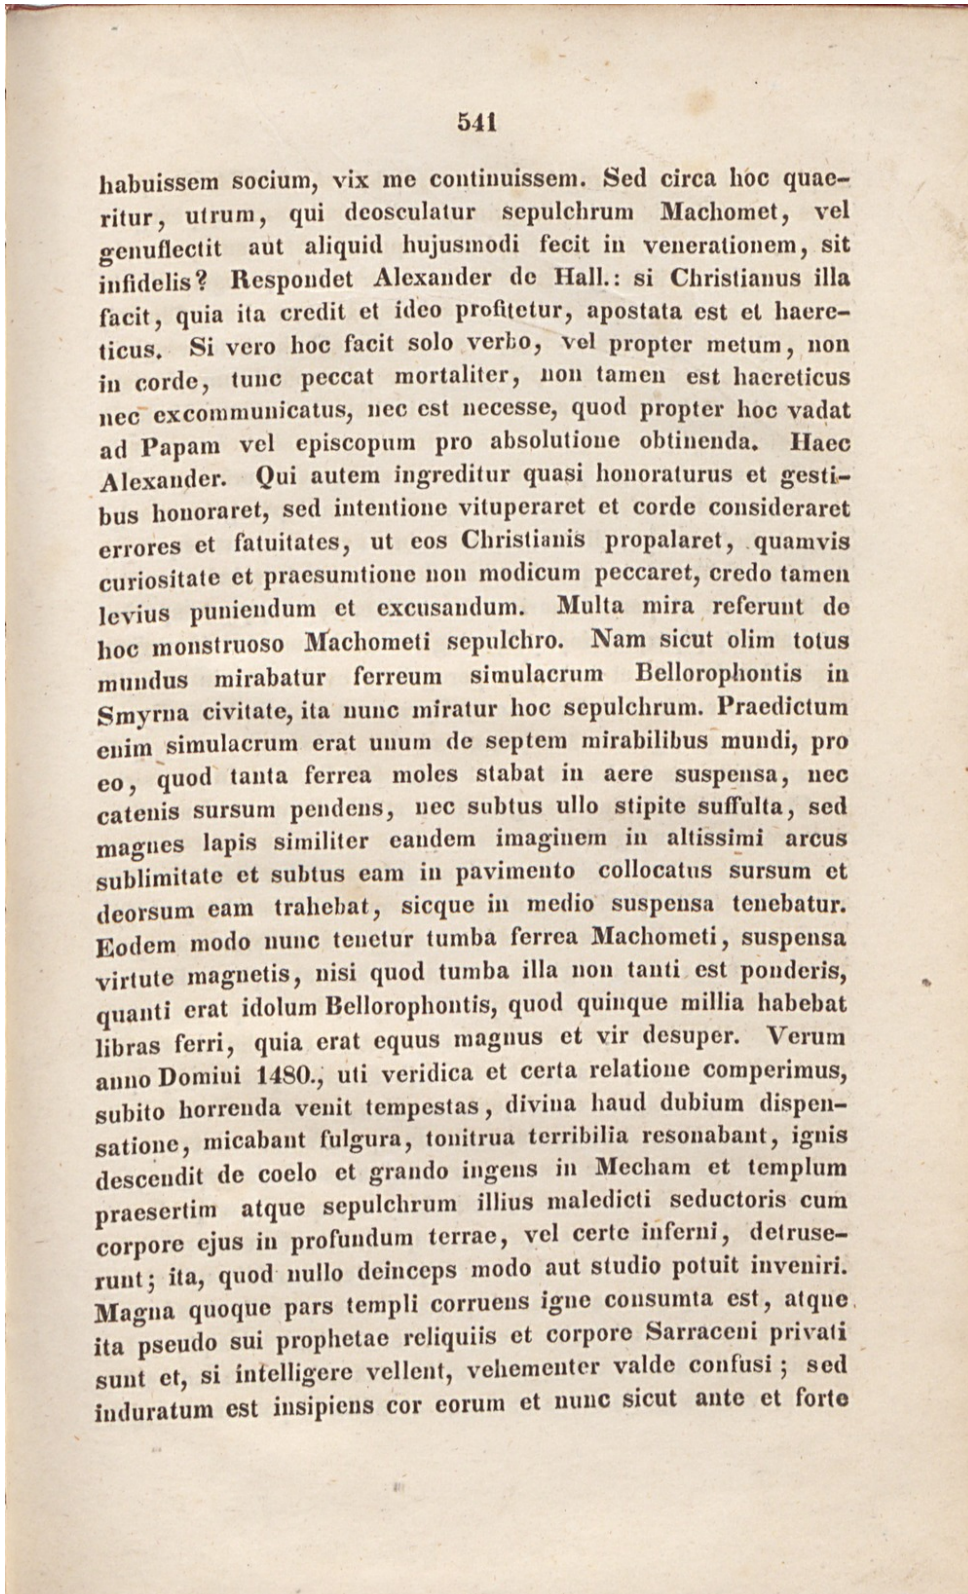 541
habuissem socium, vix me continuissem. Sed circa hoc quae-
ritur, utrum, qui deosculatur sepulchrum Machomet, vel
genuflectit aut aliquid hujusmodi fecit in venerationem, sit
infidelis? Respondet Alexander de Hall.: si Christianus illa
facit, quia ita credit et ideo profitetur, apostata est et haere-
ticus. Si vero hoc facit solo verbo, vel propter metum, non
in corde, tunc peccat mortaliter, non tamen est haereticus
nec excommunicatus, nec est necesse, quod propter hoc vadat
ad Papam vel episcopum pro absolutione obtinenda. Haec
Alexander. Qui autem ingreditur quasi honoraturus et gesti-
bus honoraret, sed intentione vituperaret et corde consideraret
errores et fatuitates, ut eos Christianis propalaret, quamvis
curiositate et praesumtione non modicum peccaret, credo tamen
levius puniendum et excusandum. Multa mira referunt de
hoc monstruoso Machometi sepulchro. Nam sicut olim totus
mundus mirabatur ferreum simulacrum Bellorophontis in
Smyrna civitate, ita nunc miratur hoc sepulchrum. Praedictum
enim simulacrum erat unum de septem mirabilibus mundi, pro
eo, quod tanta ferrea moles stabat in aere suspensa, nec
catenis sursum pendens, nec subtus ullo stipite suffulta, sed
magnes lapis similiter eandem imaginem in altissimi arcus
sublimitate et subtus eam in pavimento collocatus sursum et
deorsum eam trahebat, sicque in medio suspensa tenebatur.
Eodem modo nunc tenetur tumba ferrea Machometi, suspensa
virtute magnetis, nisi quod tumba illa non tanti est ponderis,
quanti erat idolum Bellorophontis, quod quinque millia habebat
libras ferri, quia erat equus magnus et vir desuper. Verum
anno Domini 1480., uti veridica et certa relatione comperimus,
subito horrenda venit tempestas, divina haud dubium dispen-
satione, micabant fulgura, tonitrua terribilia resonabant, ignis
descendit de coelo et grando ingens in Mecham et templum
praesertim atque sepulchrum illius maledicti seductoris cum
corpore ejus in profundum terrae, vel certe inferni, detruse-
runt; ita, quod nullo deinceps modo aut studio potuit inveniri.
Magna quoque pars templi corruens igne consumta est, atque
ita pseudo sui prophetae reliquiis et corpore Sarraceni privati
sunt et, si intelligere vellent, vehementer valde confusi; sed
induratum est insipiens cor eorum et nunc sicut ante et forte